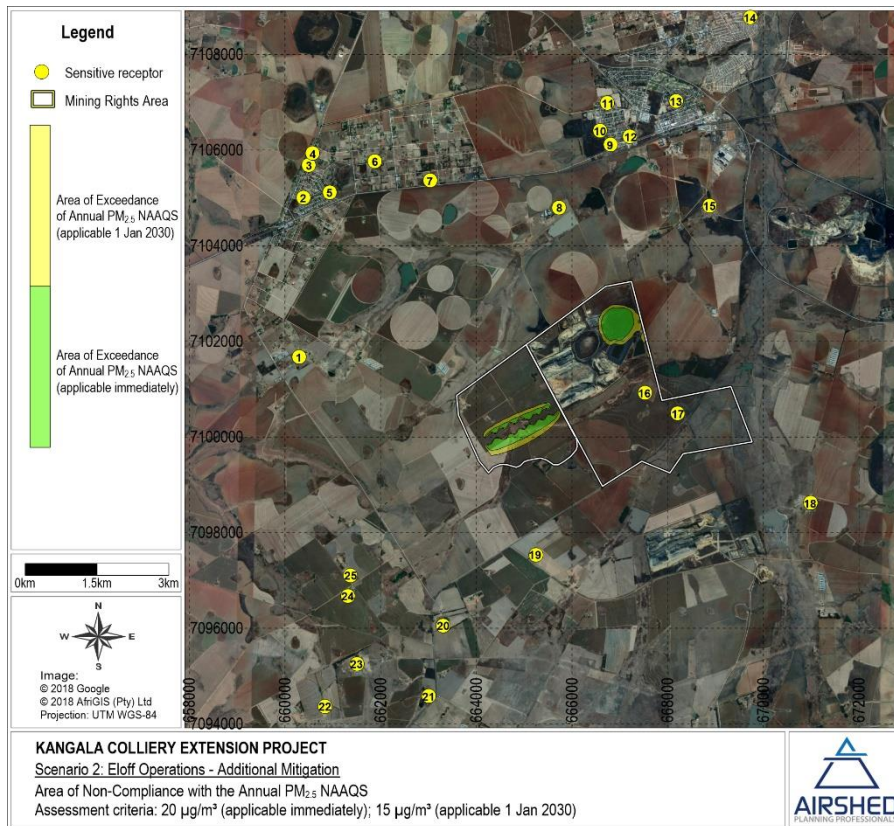 Legend
Sensitive receptor
Mining Rights Area
Area of Exceedance
of Annual PM2.5 NAAQS
(applicable 1 Jan 2030)
Area of Exceedance
of Annual PM2.5 NAAQS
(applicable immediately)
0km 1.5km 3km
N
W E
S
Image:
© 2018 Google
© 2018 AfriGIS (Pty) Ltd
Projection: UTM WGS-84
7108000
7106000
7104000
7102000
7100000
7098000
7096000
7094000
658000
660000
662000
664000
666000
668000
670000
672000
14
11
13
10
12
9
4
3
6
7
5
2
8
15
1
16
17
18
19
25
24
20
23
21
22
KANGALA COLLIERY EXTENSION PROJECT
Scenario 2: Eloff Operations - Additional Mitigation
Area of Non-Compliance with the Annual PM2.5 NAAQS
Assessment criteria: 20 µg/m³ (applicable immediately); 15 µg/m³ (applicable 1 Jan 2030)
AIRSHED
PLANNING PROFESSIONALS